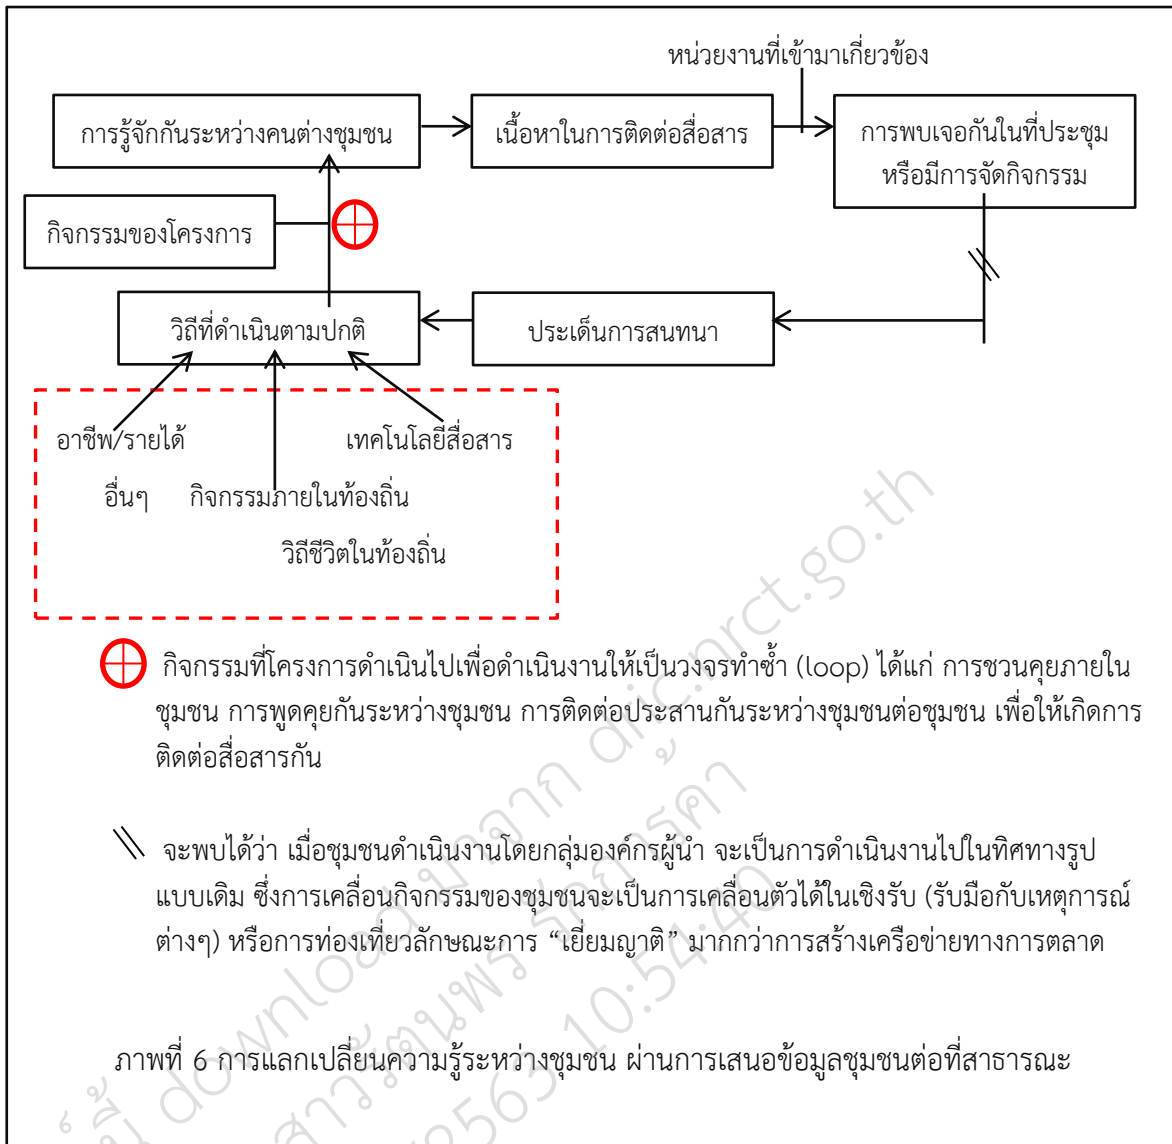 หน่วยงานที่เข้ามาเกี่ยวข้อง
การรู้จักกันระหว่างคนต่างชุมชน
เนื้อหาในการติดต่อสื่อสาร
การพบเจอกันในที่ประชุม
หรือมีการจัดกิจกรรม
กิจกรรมของโครงการ
วิถีที่ดำเนินตามปกติ
ประเด็นการสนทนา
อาชีพ/รายได้
เทคโนโลยีสื่อสาร
อื่นๆ
กิจกรรมภายในท้องถิ่น
วิถีชีวิตในท้องถิ่น
กิจกรรมที่โครงการดำเนินไปเพื่อดำเนินงานให้เป็นวงจรทำซ้ำ (loop) ได้แก่ การชวนคุยภายใน
ชุมชน การพูดคุยกันระหว่างชุมชน การติดต่อประสานกันระหว่างชุมชนต่อชุมชน เพื่อให้เกิดการ
ติดต่อสื่อสารกัน
จะพบได้ว่า เมื่อชุมชนดำเนินงานโดยกลุ่มองค์กรผู้นำ จะเป็นการดำเนินงานไปในทิศทางรูป
แบบเดิม ซึ่งการเคลื่อนกิจกรรมของชุมชนจะเป็นการเคลื่อนตัวได้ในเชิงรับ (รับมือกับเหตุการณ์
ต่างๆ) หรือการท่องเที่ยวลักษณะการ “เยี่ยมญาติ” มากกว่าการสร้างเครือข่ายทางการตลาด
ภาพที่ 6 การแลกเปลี่ยนความรู้ระหว่างชุมชน ผ่านการเสนอข้อมูลชุมชนต่อที่สาธารณะ
download มาจาก dric.nrct.go.th
สาวรัตนพร รักการคา
2563 10:54:40